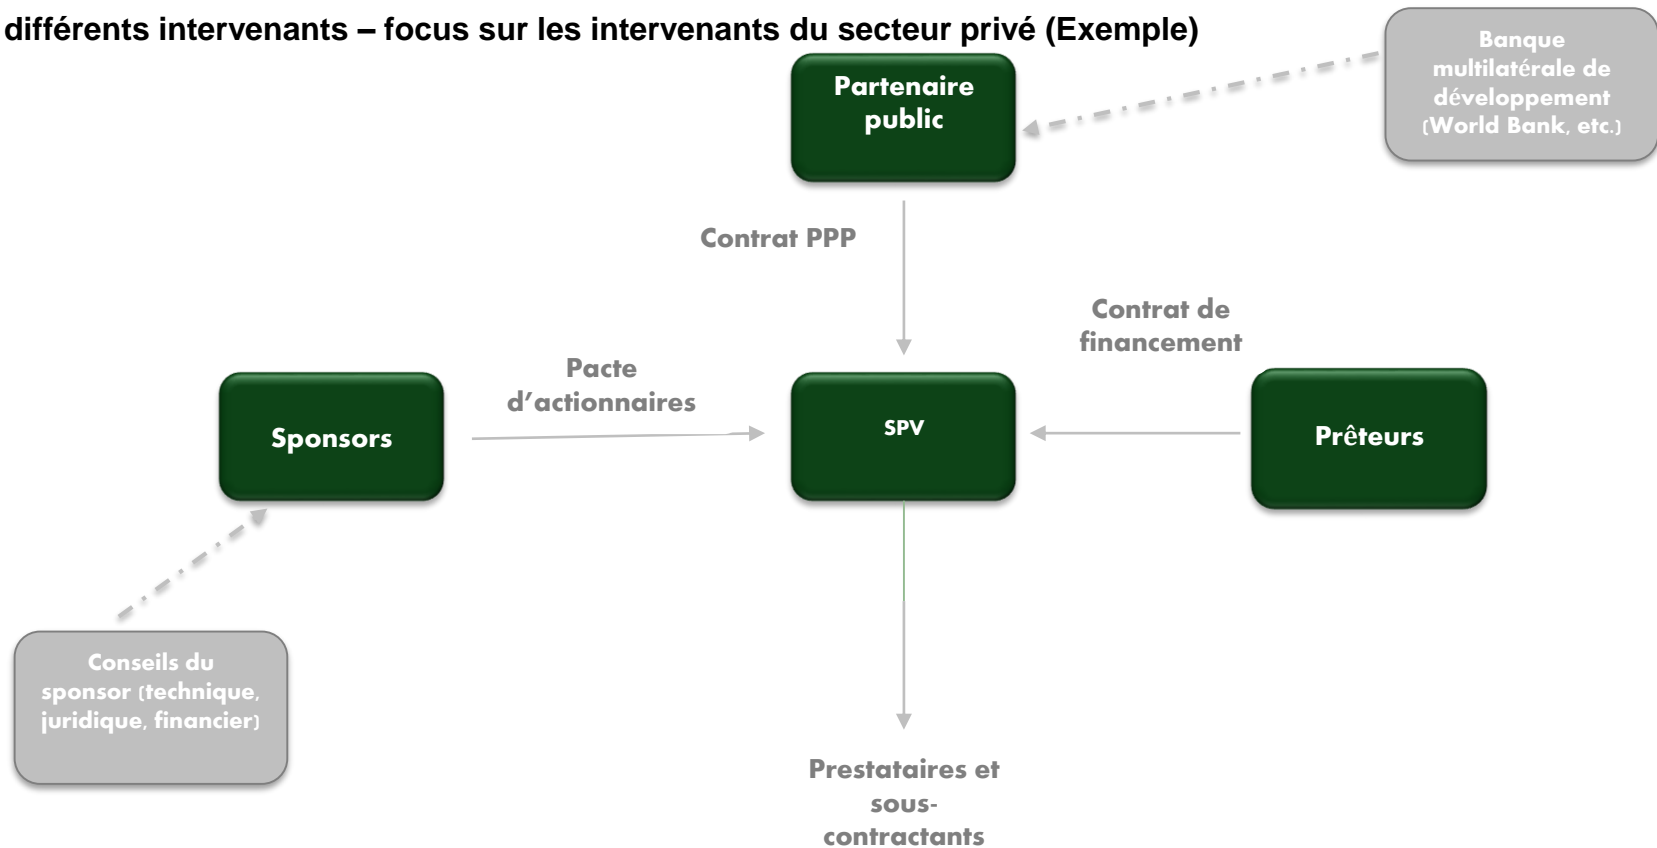 différents intervenants – focus sur les intervenants du secteur privé (Exemple)
Banque
multilatérale de
développement
(World Bank, etc.)
Partenaire
public
Contrat PPP
Contrat de
financement
Pacte
d’actionnaires
Sponsors
SPV
Prêteurs
Conseils du
sponsor (technique,
juridique, financier)
Prestataires et
sous-
contractants